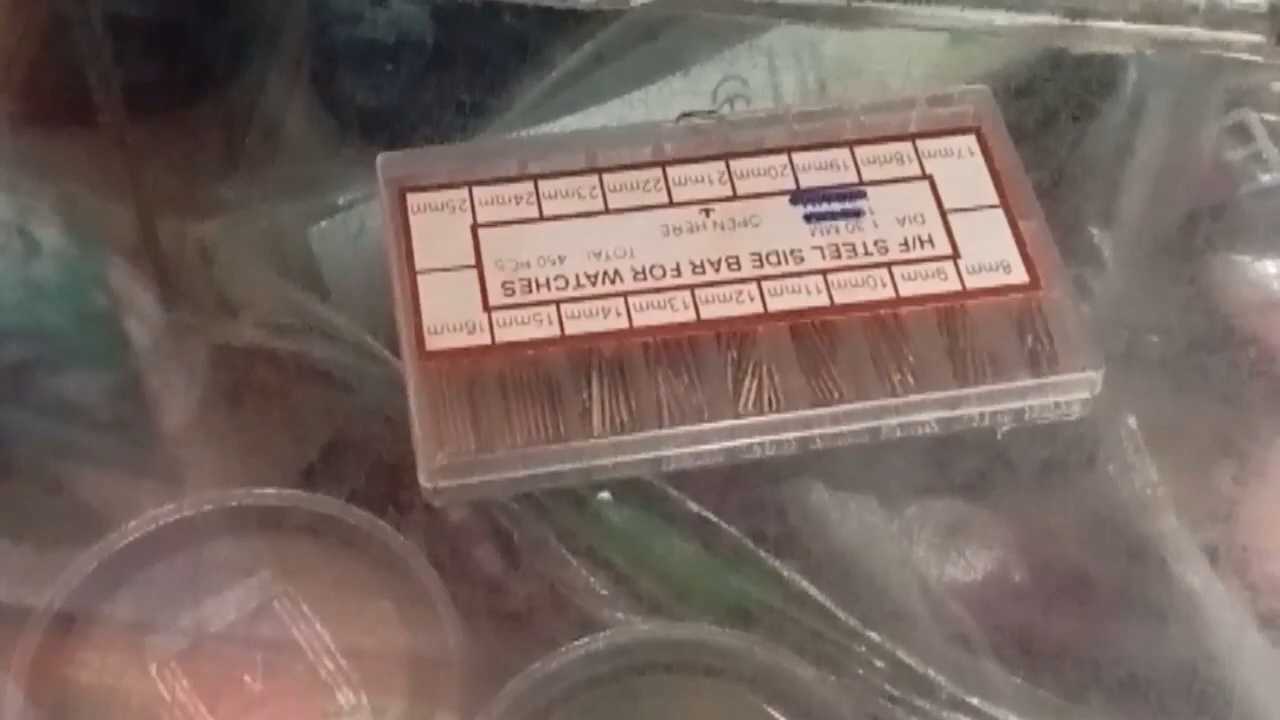 8mm 9mm 10mm 11mm 12mm 13mm 14mm 15mm 16mm
H/F STEEL SIDE BAR FOR WATCHES
DIA 1.30 MM TOTAL 450 PCS
OPEN HERE
17mm 18mm 19mm 20mm 21mm 22mm 23mm 24mm 25mm